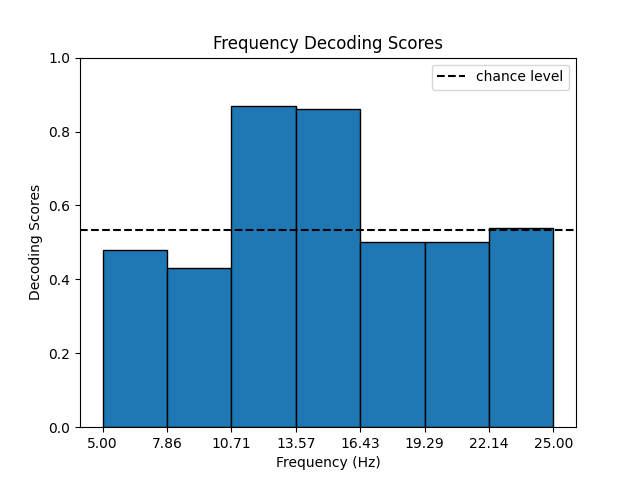 Frequency Decoding Scores
chance level
1.0
0.8
0.6
0.4
0.2
0.0
Decoding Scores
5.00 7.86 10.71 13.57 16.43 19.29 22.14 25.00
Frequency (Hz)